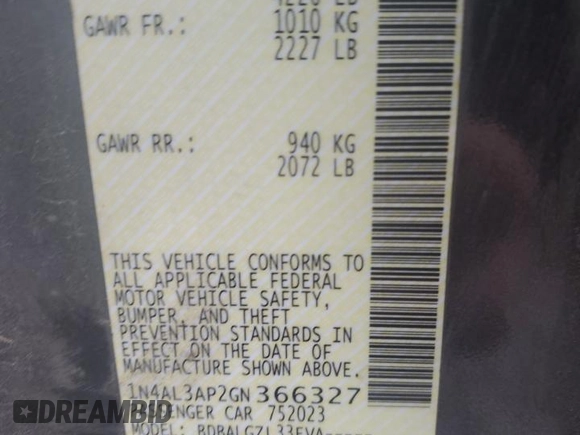 GAWR FR.: 1010 KG
2227 LB
GAWR RR.: 940 KG
2072 LB
THIS VEHICLE CONFORMS TO
ALL APPLICABLE FEDERAL
MOTOR VEHICLE SAFETY,
BUMPER, AND THEFT
PREVENTION STANDARDS IN
EFFECT ON THE DATE OF
MANUFACTURE SHOWN ABOVE.
1N4AL3AP2GN366327
CAR 752023
MODEL:
DREAMBID